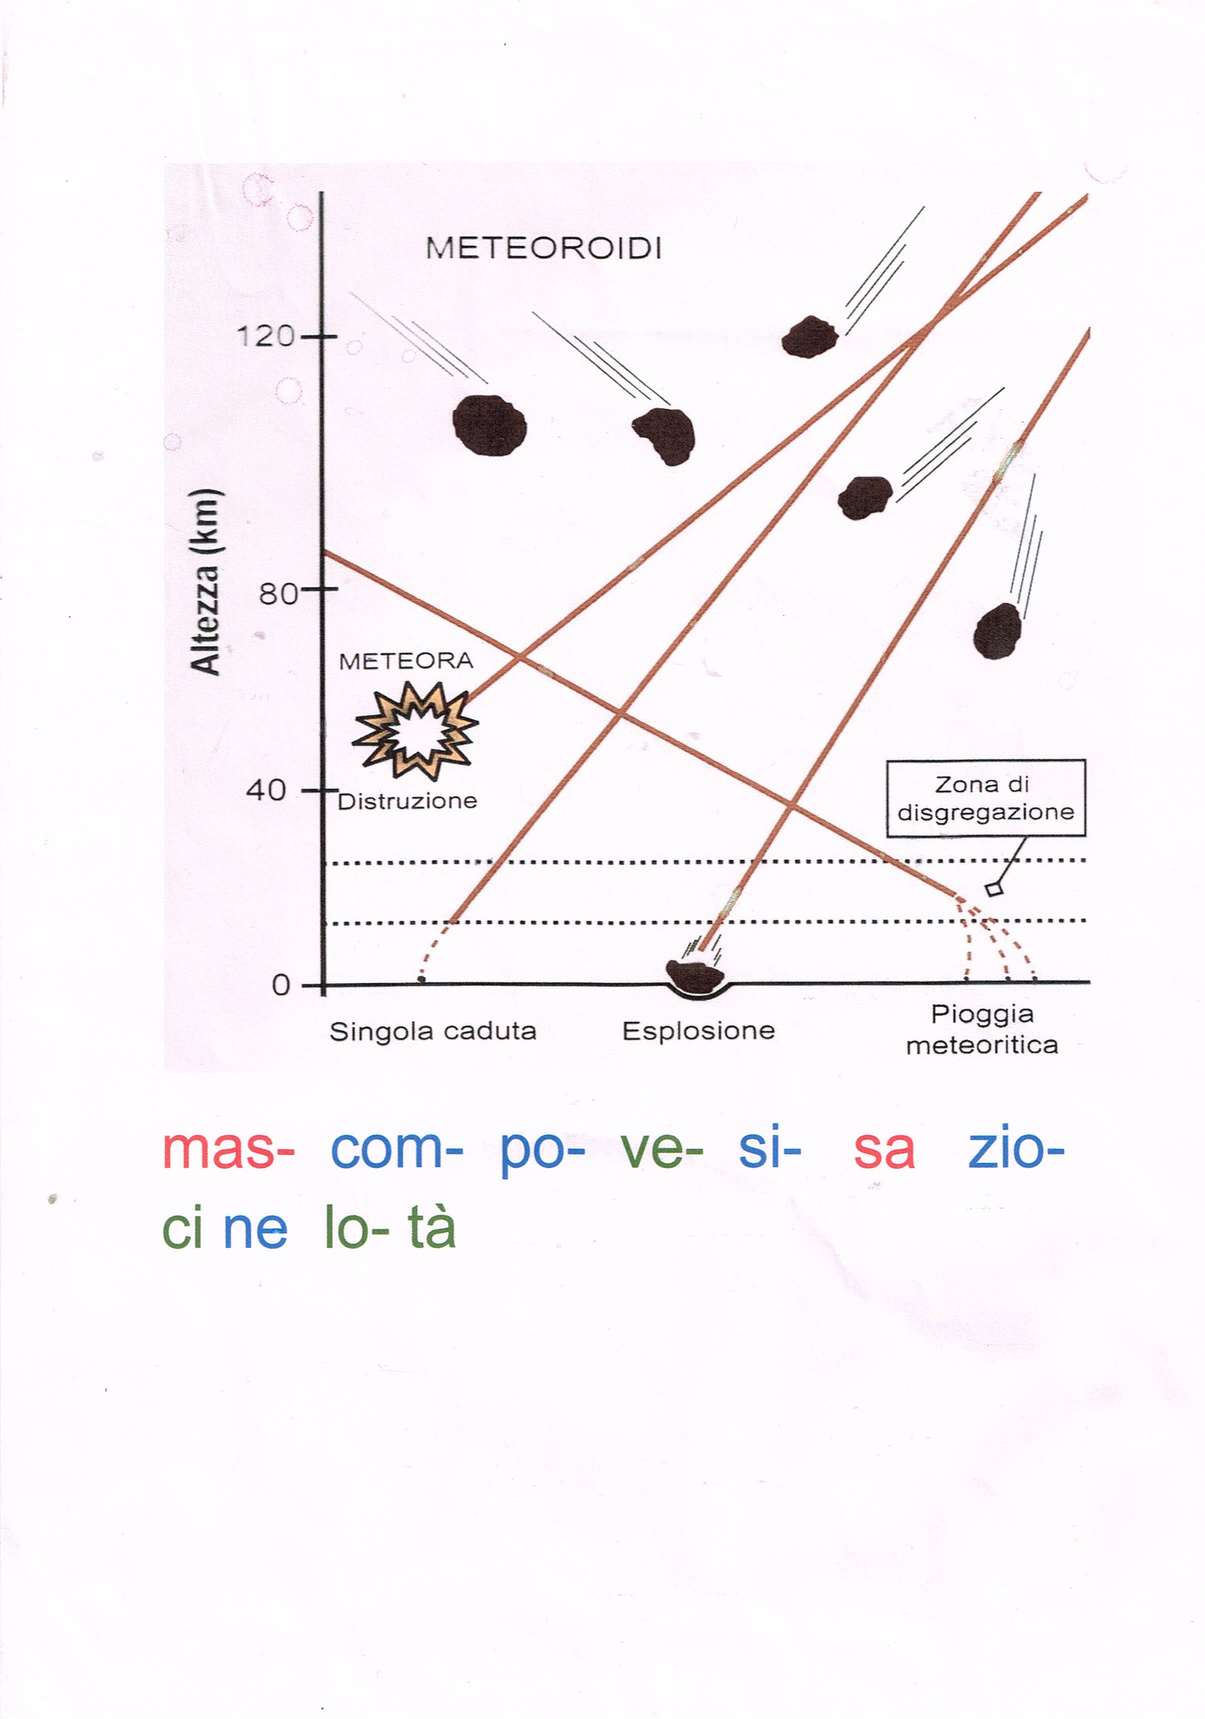 METEOROIDI
120
Altezza (km)
80
METEORA
40
Distruzione
Zona di
disgregazione
0
Singola caduta
Esplosione
Pioggia
meteoritica
mas- com- po- ve- si- sa zio-
ci ne lo- tà